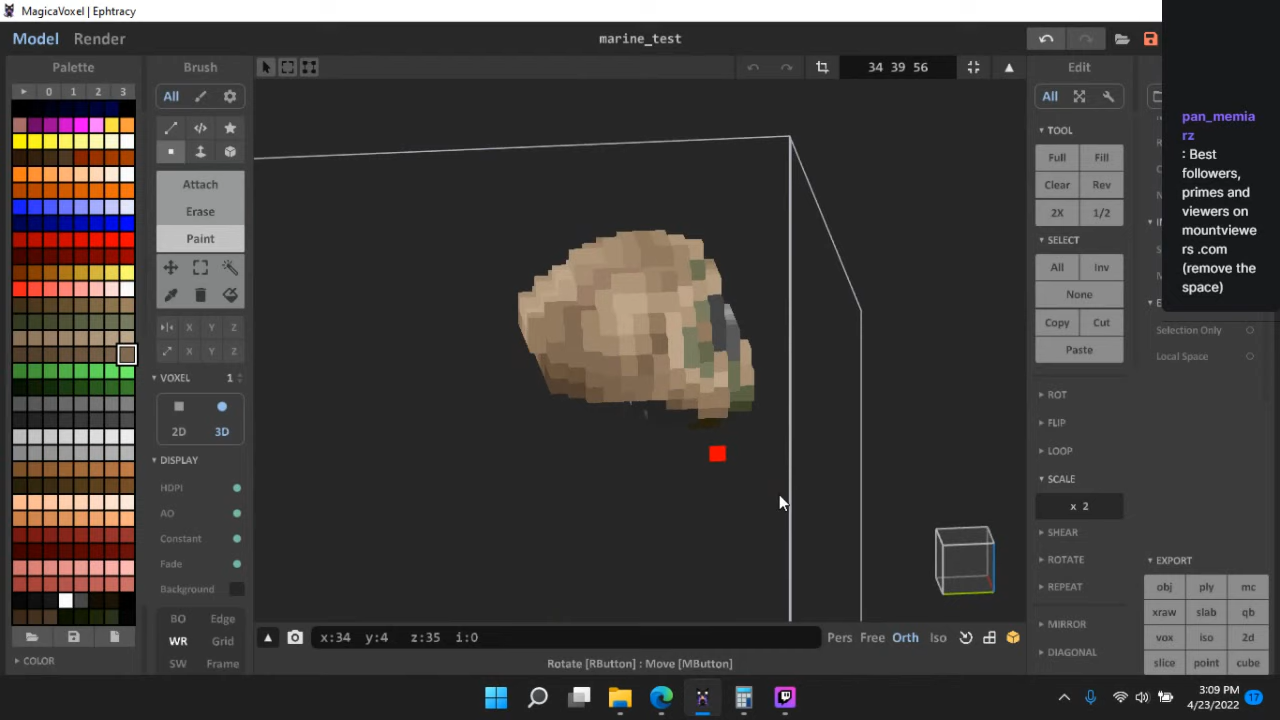 MagicaVoxel | Ephtracy
Model Render
marine_test
Palette
Brush
34 39 56
Edit
0 1 2 3
All
All
TOOL
Full Fill
Clear Rev
2X 1/2
Attach
Erase
Paint
SELECT
All Inv
None
Copy Cut
Paste
X Y Z
X Y Z
VOXEL 1
2D 3D
DISPLAY
HDPI
AO
Constant
Fade
Background
BO Edge
WR Grid
SW Frame
COLOR
pan_memia
rz
: Best
followers,
primes and
viewers on
mountviewe
rs .com
(remove the
space)
Selection Only
Local Space
ROT
FLIP
LOOP
SCALE
x 2
SHEAR
ROTATE
REPEAT
MIRROR
DIAGONAL
EXPORT
obj ply mc
xraw slab qb
vox iso 2d
slice point cube
x:34 y:4 z:35 i:0
Pers Free Orth Iso
Rotate [RButton] : Move [MButton]
3:09 PM
4/23/2022
17